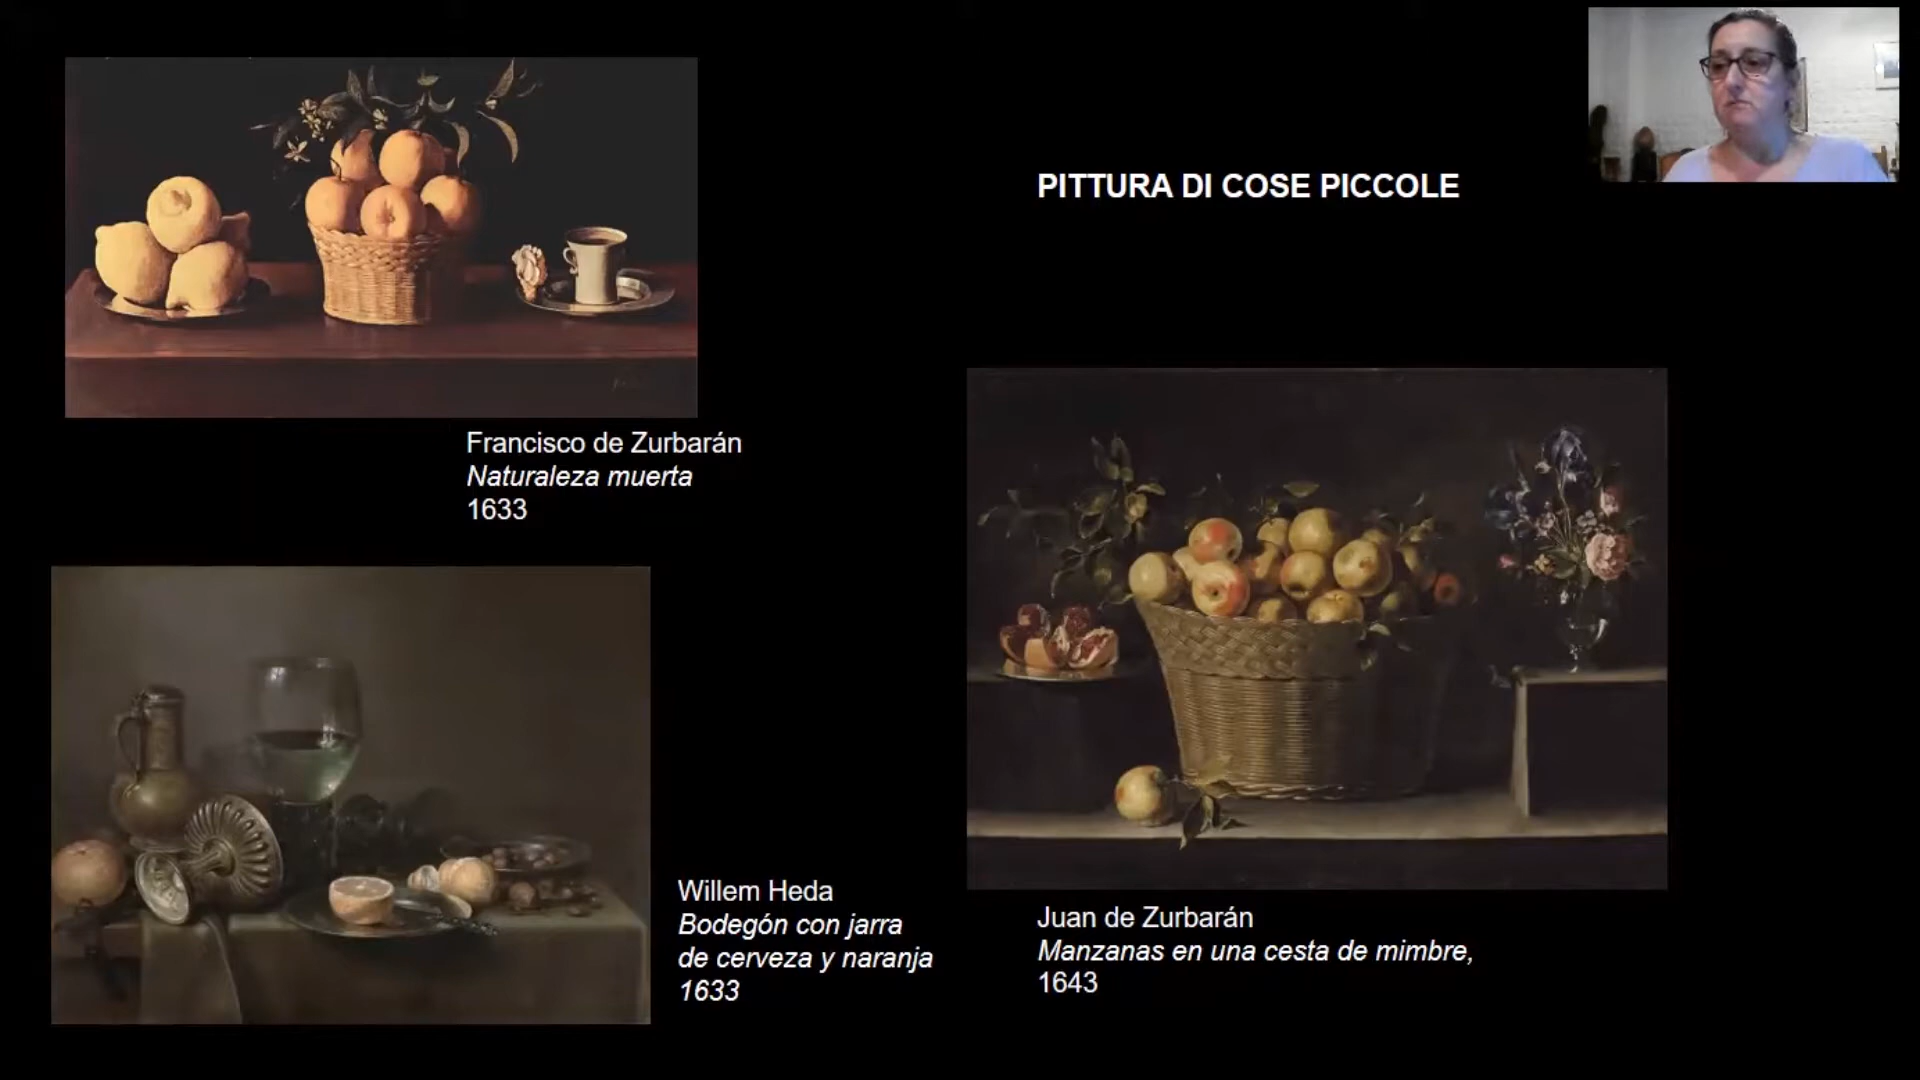 PITTURA DI COSE PICCOLE
Francisco de Zurbarán
Naturaleza muerta
1633
Willem Heda
Bodegón con jarra
de cerveza y naranja
1633
Juan de Zurbarán
Manzanas en una cesta de mimbre,
1643